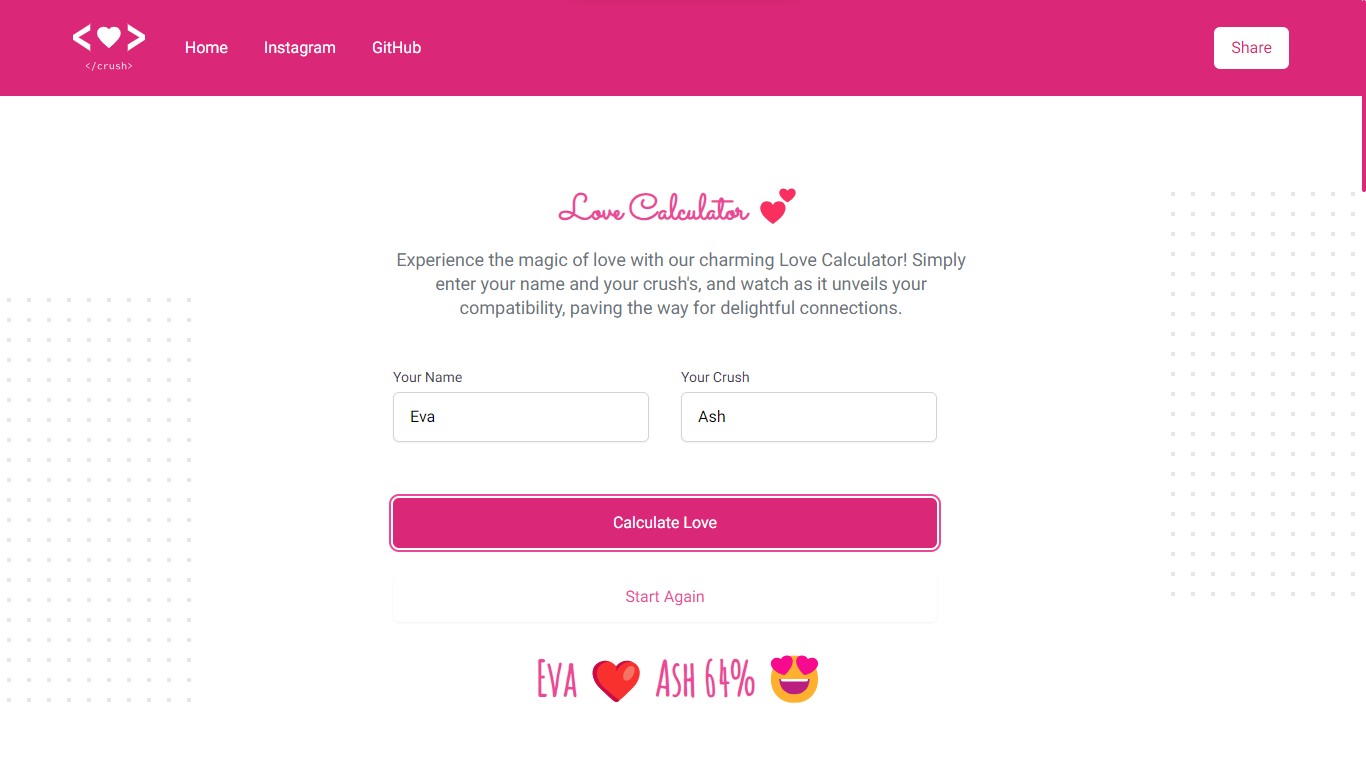 </crush>
Home
Instagram
GitHub
Share
Love Calculator
Experience the magic of love with our charming Love Calculator! Simply
enter your name and your crush's, and watch as it unveils your
compatibility, paving the way for delightful connections.
Your Name
Your Crush
Eva
Ash
Calculate Love
Start Again
Eva ❤️ Ash 64% 😍